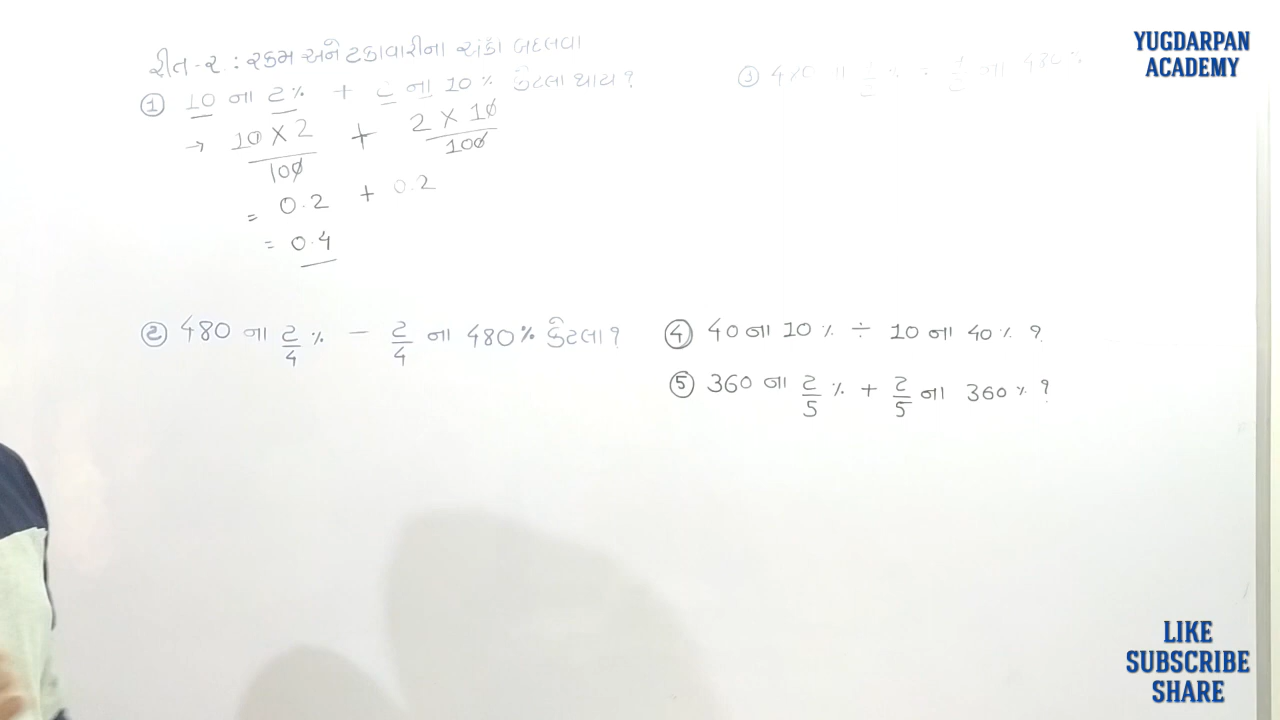 રીત-૨ : રકમ અને ટકાવારીના અંકો બદલવા
① 10 ના 2% + ના 10% કેટલા થાય ?
→ 10 X 2 / 100 + 2 X 10 / 100
= 0.2 + 0.2
= 0.4
② 480 ના 2/4 % - 2/4 ના 480% કેટલા ?
③
④ 40 ના 10 % ÷ 10 ના 40 % ?
⑤ 360 ના 2/5 % + 2/5 ના 360 % ?
YUGDARPAN
ACADEMY
LIKE
SUBSCRIBE
SHARE